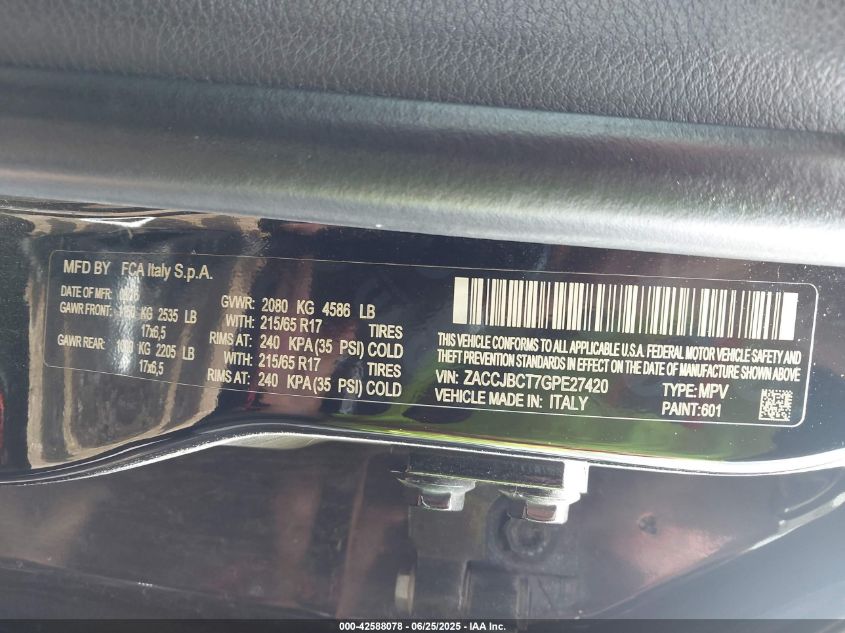 MFD BY FCA Italy S.p.A.
DATE OF MFR:
GAWR FRONT: KG 2535 LB
17x6,5
GAWR REAR: KG 2205 LB
17x6,5
GVWR: 2080 KG 4586 LB
WITH: 215/65 R17 TIRES
RIMS AT: 240 KPA(35 PSI) COLD
WITH: 215/65 R17 TIRES
RIMS AT: 240 KPA(35 PSI) COLD
THIS VEHICLE CONFORMS TO ALL APPLICABLE U.S.A. FEDERAL MOTOR VEHICLE SAFETY AND
THEFT PREVENTION STANDARDS IN EFFECT ON THE DATE OF MANUFACTURE SHOWN ABOVE
VIN: ZACCJBCT7GPE27420 TYPE: MPV
VEHICLE MADE IN: ITALY PAINT:601
000-42588078 - 06/25/2025 - IAA Inc.